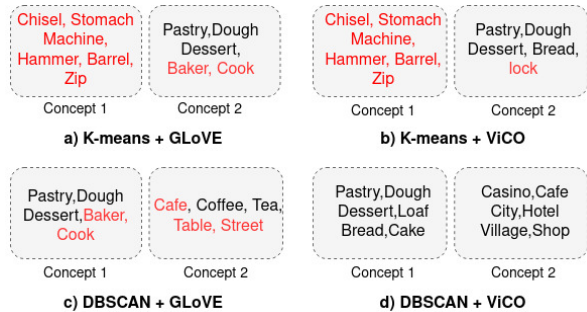 Chisel, Stomach
Machine,
Hammer, Barrel,
Zip
Concept 1
Pastry,Dough
Dessert,
Baker, Cook
Concept 2
a) K-means + GLoVE
Chisel, Stomach
Machine,
Hammer, Barrel,
Zip
Concept 1
Pastry,Dough
Dessert, Bread,
lock
Concept 2
b) K-means + ViCO
Pastry,Dough
Dessert,Baker,
Cook
Concept 1
Cafe, Coffee, Tea,
Table, Street
Concept 2
c) DBSCAN + GLoVE
Pastry,Dough
Dessert,Loaf
Bread,Cake
Concept 1
Casino,Cafe
City,Hotel
Village,Shop
Concept 2
d) DBSCAN + ViCO